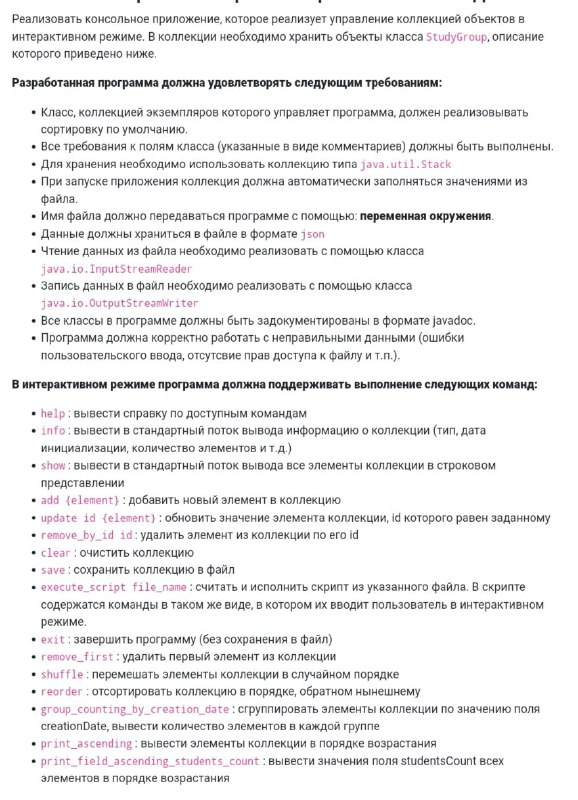 Реализовать консольное приложение, которое реализует управление коллекцией объектов в
интерактивном режиме. В коллекции необходимо хранить объекты класса StudyGroup, описание
которого приведено ниже.
Разработанная программа должна удовлетворять следующим требованиям:
• Класс, коллекцией экземпляров которого управляет программа, должен реализовывать
сортировку по умолчанию.
• Все требования к полям класса (указанные в виде комментариев) должны быть выполнены.
• Для хранения необходимо использовать коллекцию типа java.util.Stack
• При запуске приложения коллекция должна автоматически заполняться значениями из
файла.
• Имя файла должно передаваться программе с помощью: переменная окружения.
• Данные должны храниться в файле в формате json
• Чтение данных из файла необходимо реализовать с помощью класса
java.io.InputStreamReader
• Запись данных в файл необходимо реализовать с помощью класса
java.io.OutputStreamWriter
• Все классы в программе должны быть задокументированы в формате javadoc.
• Программа должна корректно работать с неправильными данными (ошибки
пользовательского ввода, отсутсвие прав доступа к файлу и т.п.).
В интерактивном режиме программа должна поддерживать выполнение следующих команд:
• help : вывести справку по доступным командам
• info : вывести в стандартный поток вывода информацию о коллекции (тип, дата
инициализации, количество элементов и т.д.)
• show : вывести в стандартный поток вывода все элементы коллекции в строковом
представлении
• add {element} : добавить новый элемент в коллекцию
• update id {element} : обновить значение элемента коллекции, id которого равен заданному
• remove_by_id id : удалить элемент из коллекции по его id
• clear : очистить коллекцию
• save : сохранить коллекцию в файл
• execute_script file_name : считать и исполнить скрипт из указанного файла. В скрипте
содержатся команды в таком же виде, в котором их вводит пользователь в интерактивном
режиме.
• exit : завершить программу (без сохранения в файл)
• remove_first : удалить первый элемент из коллекции
• shuffle : перемешать элементы коллекции в случайном порядке
• reorder : отсортировать коллекцию в порядке, обратном нынешнему
• group_counting_by_creation_date : сгруппировать элементы коллекции по значению поля
creationDate, вывести количество элементов в каждой группе
• print_ascending : вывести элементы коллекции в порядке возрастания
• print_field_ascending_students_count : вывести значения поля studentsCount всех
элементов в порядке возрастания